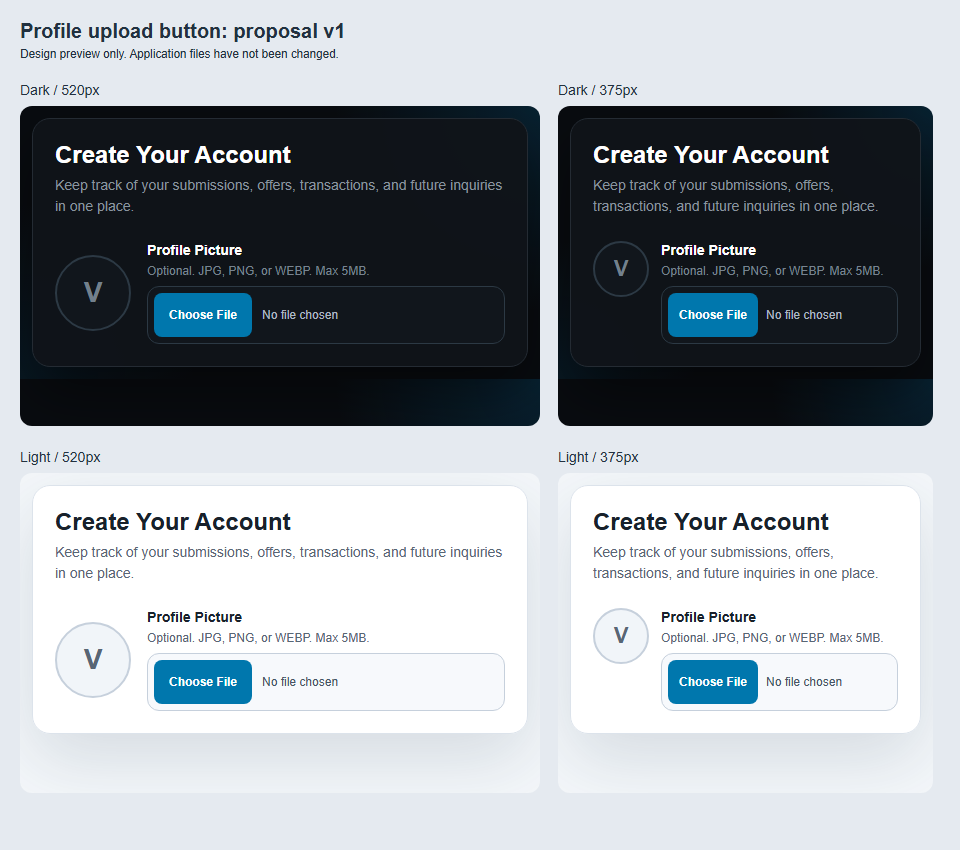 Profile upload button: proposal v1
Design preview only. Application files have not been changed.
Dark / 520px
Create Your Account
Keep track of your submissions, offers, transactions, and future inquiries
in one place.
V
Profile Picture
Optional. JPG, PNG, or WEBP. Max 5MB.
Choose File No file chosen
Dark / 375px
Create Your Account
Keep track of your submissions, offers,
transactions, and future inquiries in one place.
V
Profile Picture
Optional. JPG, PNG, or WEBP. Max 5MB.
Choose File No file chosen
Light / 520px
Create Your Account
Keep track of your submissions, offers, transactions, and future inquiries
in one place.
V
Profile Picture
Optional. JPG, PNG, or WEBP. Max 5MB.
Choose File No file chosen
Light / 375px
Create Your Account
Keep track of your submissions, offers,
transactions, and future inquiries in one place.
V
Profile Picture
Optional. JPG, PNG, or WEBP. Max 5MB.
Choose File No file chosen